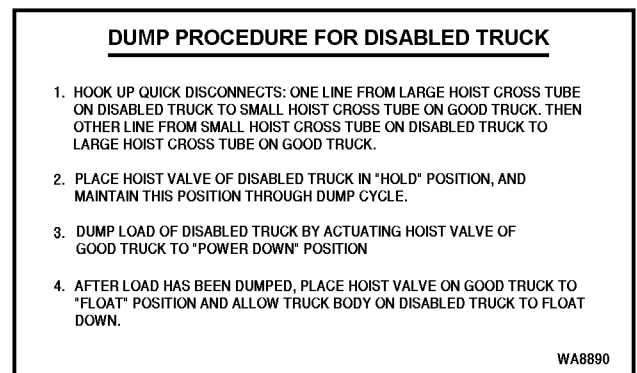 DUMP PROCEDURE FOR DISABLED TRUCK
1. HOOK UP QUICK DISCONNECTS: ONE LINE FROM LARGE HOIST CROSS TUBE
ON DISABLED TRUCK TO SMALL HOIST CROSS TUBE ON GOOD TRUCK. THEN
OTHER LINE FROM SMALL HOIST CROSS TUBE ON DISABLED TRUCK TO
LARGE HOIST CROSS TUBE ON GOOD TRUCK.
2. PLACE HOIST VALVE OF DISABLED TRUCK IN "HOLD" POSITION, AND
MAINTAIN THIS POSITION THROUGH DUMP CYCLE.
3. DUMP LOAD OF DISABLED TRUCK BY ACTUATING HOIST VALVE OF
GOOD TRUCK TO "POWER DOWN" POSITION
4. AFTER LOAD HAS BEEN DUMPED, PLACE HOIST VALVE ON GOOD TRUCK TO
"FLOAT" POSITION AND ALLOW TRUCK BODY ON DISABLED TRUCK TO FLOAT
DOWN.
WA8890